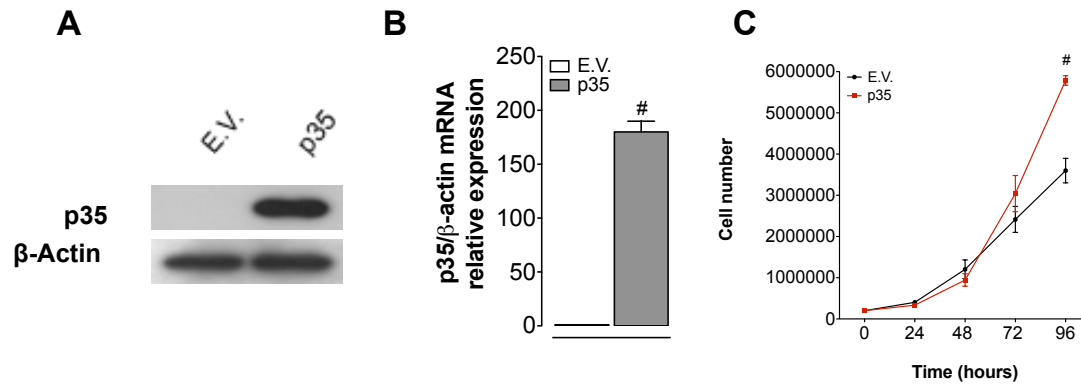 A
E.V.
p35
p35
β-Actin
B
p35/β-actin mRNA
relative expression
250
200
150
100
50
0
E.V.
p35
#
C
Cell number
6000000
5000000
4000000
3000000
2000000
1000000
0
E.V.
p35
#
0 24 48 72 96
Time (hours)